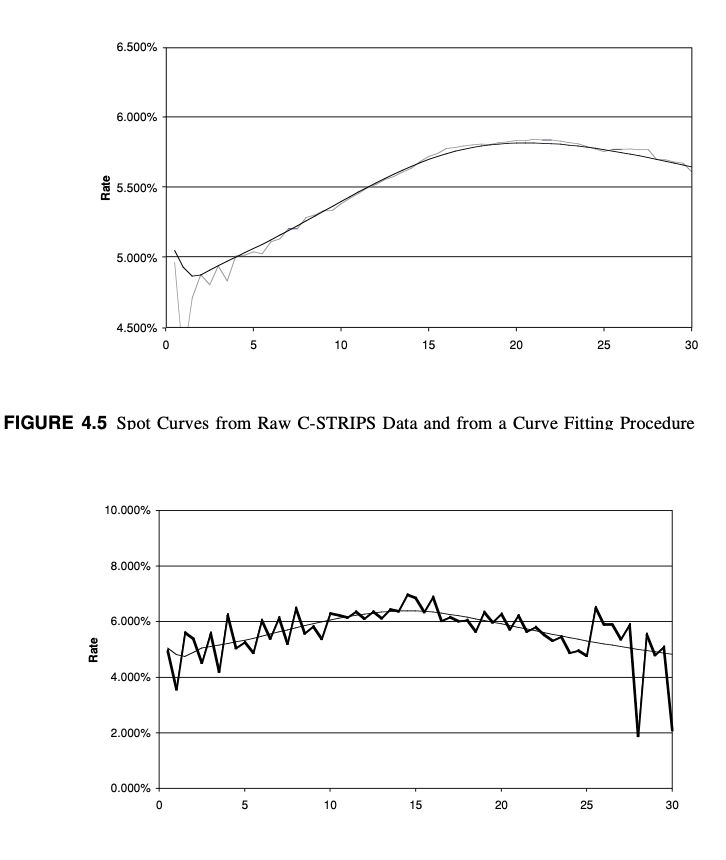 6.500%
6.000%
5.500%
5.000%
4.500%
Rate
0 5 10 15 20 25 30
FIGURE 4.5 Spot Curves from Raw C-STRIPS Data and from a Curve Fitting Procedure
10.000%
8.000%
6.000%
4.000%
2.000%
0.000%
Rate
0 5 10 15 20 25 30